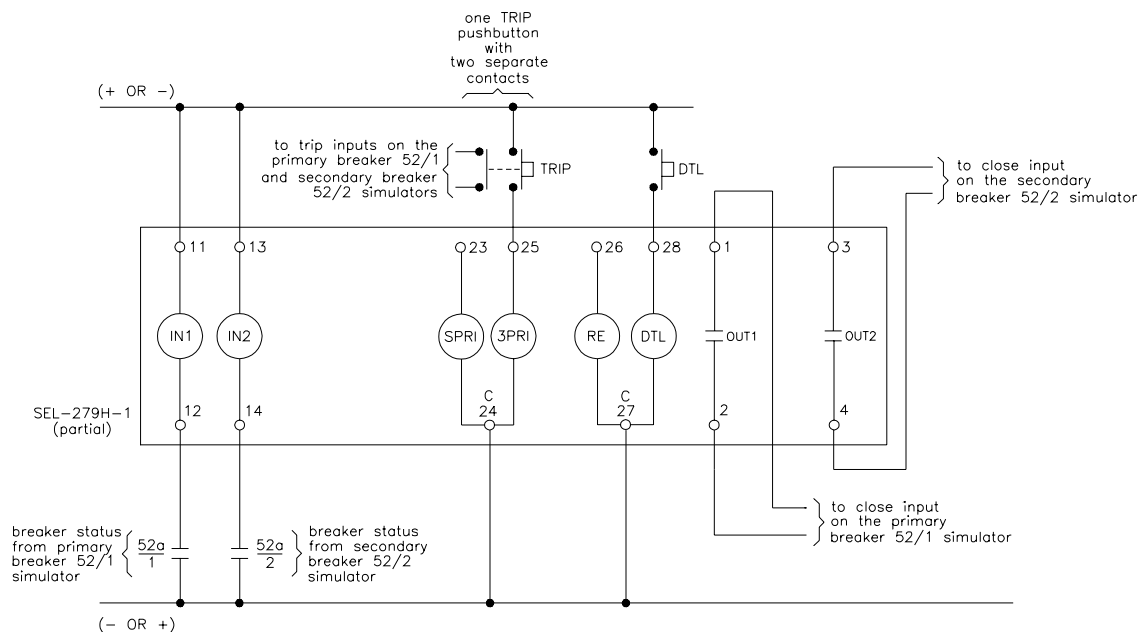 one TRIP
pushbutton
with
two separate
contacts
(+ OR -)
to trip inputs on the
primary breaker 52/1
and secondary breaker
52/2 simulators
TRIP
DTL
to close input
on the secondary
breaker 52/2 simulator
11
13
23
25
26
28
1
3
IN1
IN2
SPRI
3PRI
RE
DTL
OUT1
OUT2
SEL-279H-1
(partial)
12
14
C
24
C
27
2
4
to close input
on the primary
breaker 52/1 simulator
breaker status
from primary
breaker 52/1
simulator
52a
1
52a
2
breaker status
from secondary
breaker 52/2
simulator
(- OR +)